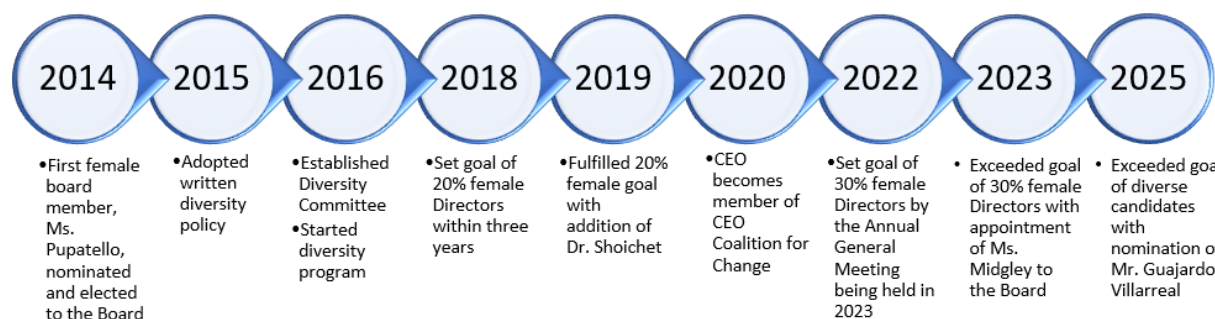 2014
•First female
board
member,
Ms.
Pupatello,
nominated
and elected
to the Board
2015
•Adopted
written
diversity
policy
2016
•Established
Diversity
Committee
•Started
diversity
program
2018
•Set goal of
20% female
Directors
within three
years
2019
•Fulfilled 20%
female goal
with
addition of
Dr. Shoichet
2020
•CEO
becomes
member of
CEO
Coalition for
Change
2022
•Set goal of
30% female
Directors by
the Annual
General
Meeting
being held in
2023
2023
• Exceeded goal
of 30% female
Directors with
appointment
of Ms.
Midgley to
the Board
2025
• Exceeded goa
of diverse
candidates
with
nomination o
Mr. Guajardo
Villarreal